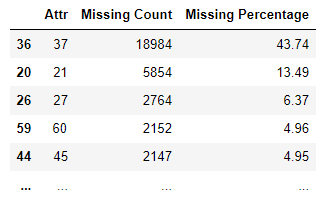 Attr Missing Count Missing Percentage
36 37 18984 43.74
20 21 5854 13.49
26 27 2764 6.37
59 60 2152 4.96
44 45 2147 4.95
... ... ... ...